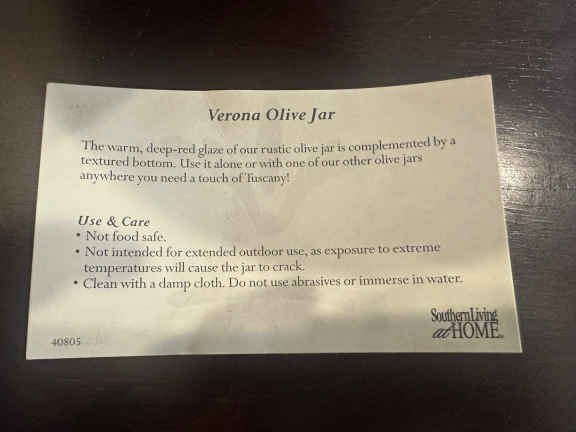 Verona Olive Jar
The warm, deep-red glaze of our rustic olive jar is complemented by a
textured bottom. Use it alone or with one of our other olive jars
anywhere you need a touch of Tuscany!
Use & Care
• Not food safe.
• Not intended for extended outdoor use, as exposure to extreme
temperatures will cause the jar to crack.
• Clean with a damp cloth. Do not use abrasives or immerse in water.
Southern Living
at HOME.
40805